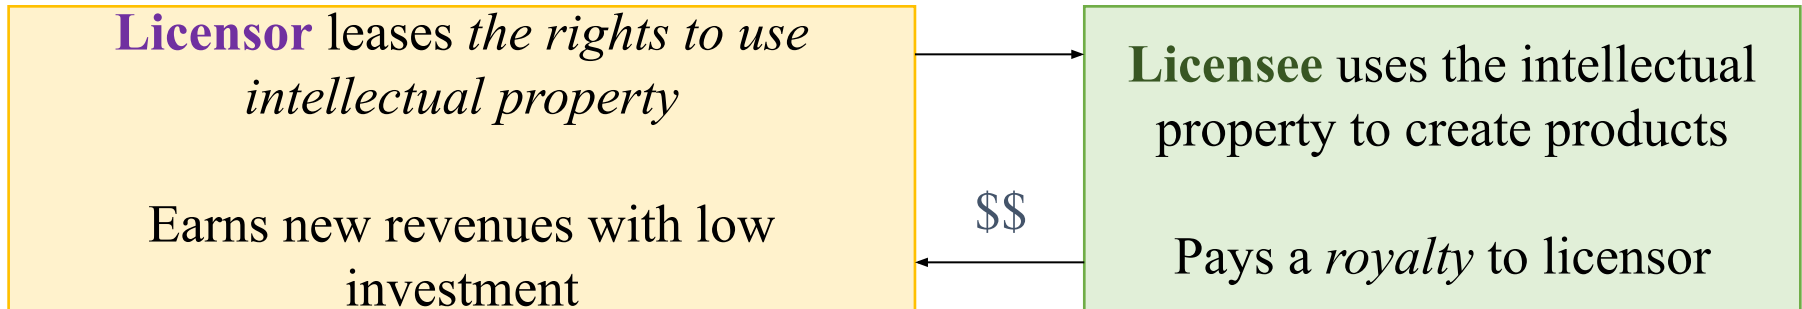 Licensor leases the rights to use
intellectual property
Earns new revenues with low
investment
$$
Licensee uses the intellectual
property to create products
Pays a royalty to licensor